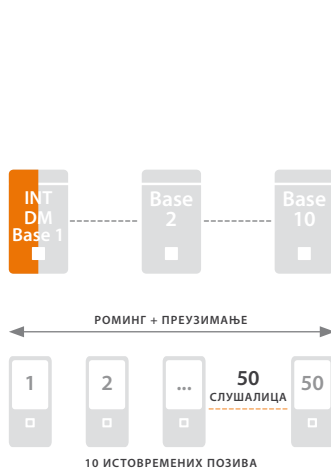 INT
DM
Base 1
Base
2
Base
10
РОМИНГ + ПРЕУЗИМАЊЕ
1
2
...
50
СЛУШАЛИЦА
50
10 ИСТОВРЕМЕНИХ ПОЗИВА